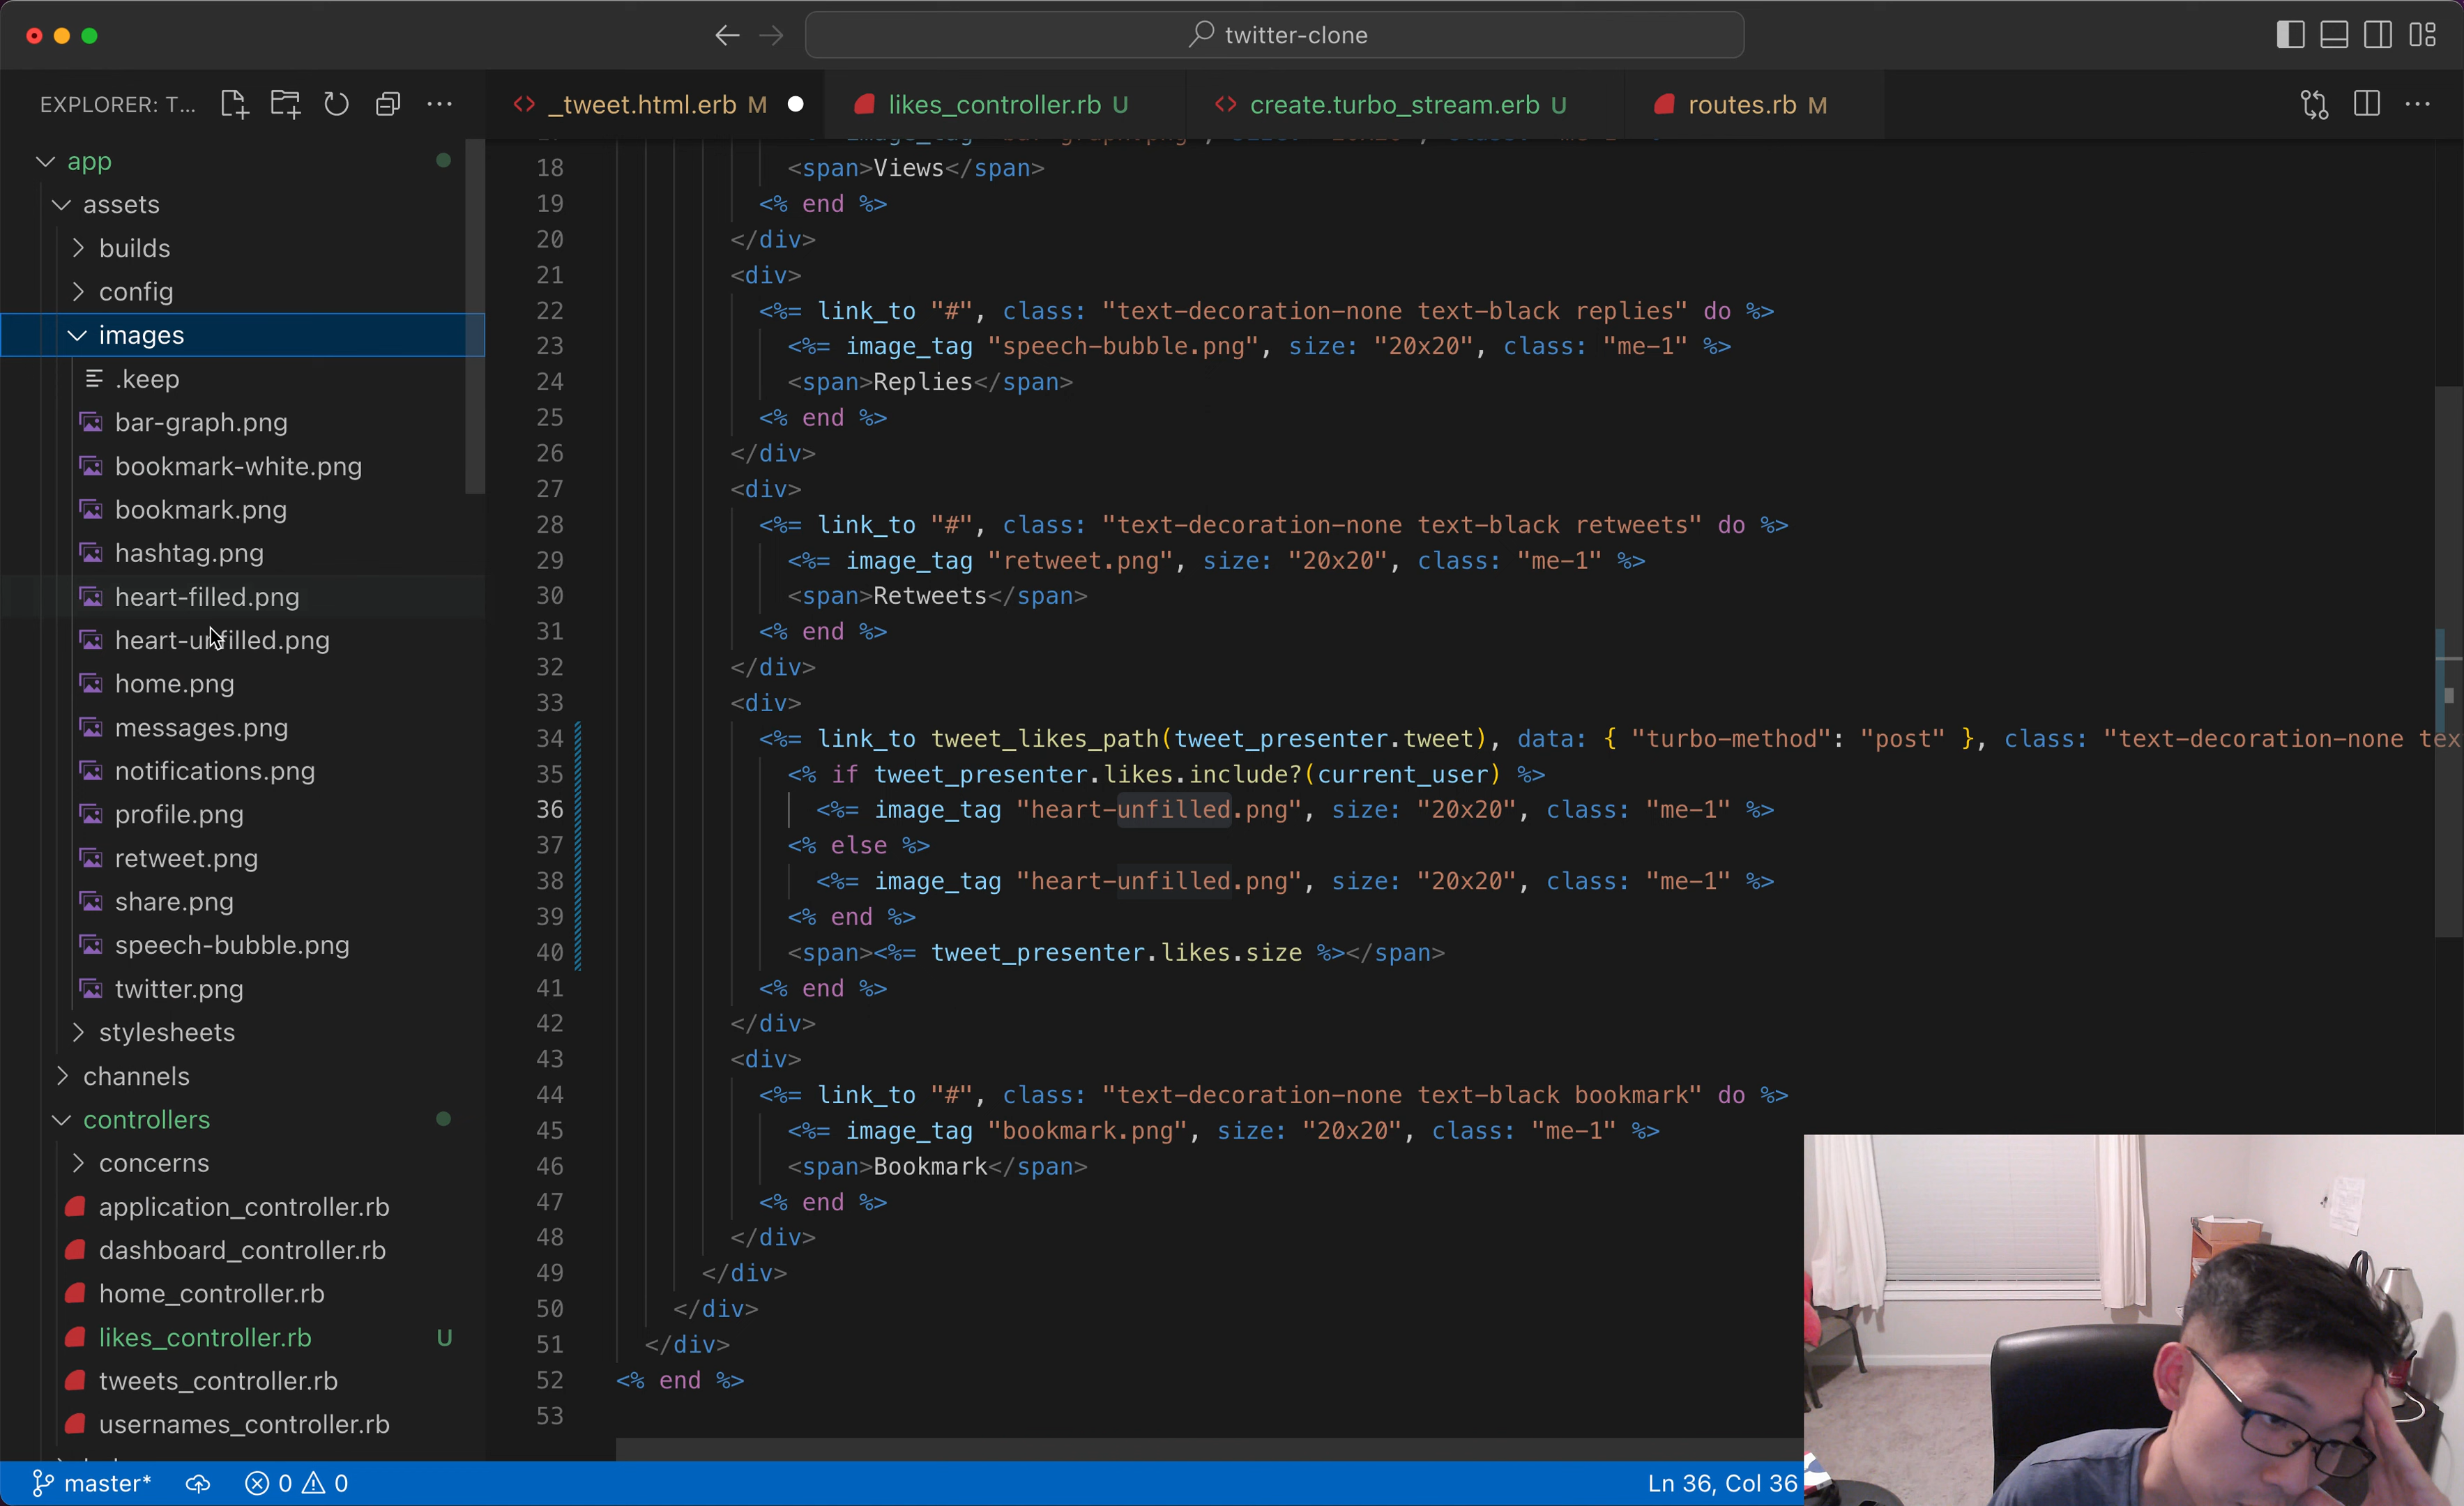 twitter-clone
EXPLORER: T...
_tweet.html.erb M
likes_controller.rb U
create.turbo_stream.erb U
routes.rb M
app
assets
builds
config
images
.keep
bar-graph.png
bookmark-white.png
bookmark.png
hashtag.png
heart-filled.png
heart-unfilled.png
home.png
messages.png
notifications.png
profile.png
retweet.png
share.png
speech-bubble.png
twitter.png
stylesheets
channels
controllers
concerns
application_controller.rb
dashboard_controller.rb
home_controller.rb
likes_controller.rb U
tweets_controller.rb
usernames_controller.rb
18 <span>Views</span>
19 <% end %>
20 </div>
21 <div>
22 <%= link_to "#", class: "text-decoration-none text-black replies" do %>
23 <%= image_tag "speech-bubble.png", size: "20x20", class: "me-1" %>
24 <span>Replies</span>
25 <% end %>
26 </div>
27 <div>
28 <%= link_to "#", class: "text-decoration-none text-black retweets" do %>
29 <%= image_tag "retweet.png", size: "20x20", class: "me-1" %>
30 <span>Retweets</span>
31 <% end %>
32 </div>
33 <div>
34 <%= link_to tweet_likes_path(tweet_presenter.tweet), data: { "turbo-method": "post" }, class: "text-decoration-none tex
35 <% if tweet_presenter.likes.include?(current_user) %>
36 <%= image_tag "heart-unfilled.png", size: "20x20", class: "me-1" %>
37 <% else %>
38 <%= image_tag "heart-unfilled.png", size: "20x20", class: "me-1" %>
39 <% end %>
40 <span><%= tweet_presenter.likes.size %></span>
41 <% end %>
42 </div>
43 <div>
44 <%= link_to "#", class: "text-decoration-none text-black bookmark" do %>
45 <%= image_tag "bookmark.png", size: "20x20", class: "me-1" %>
46 <span>Bookmark</span>
47 <% end %>
48 </div>
49 </div>
50 </div>
51 </div>
52 <% end %>
53
master*
0
0
Ln 36, Col 36